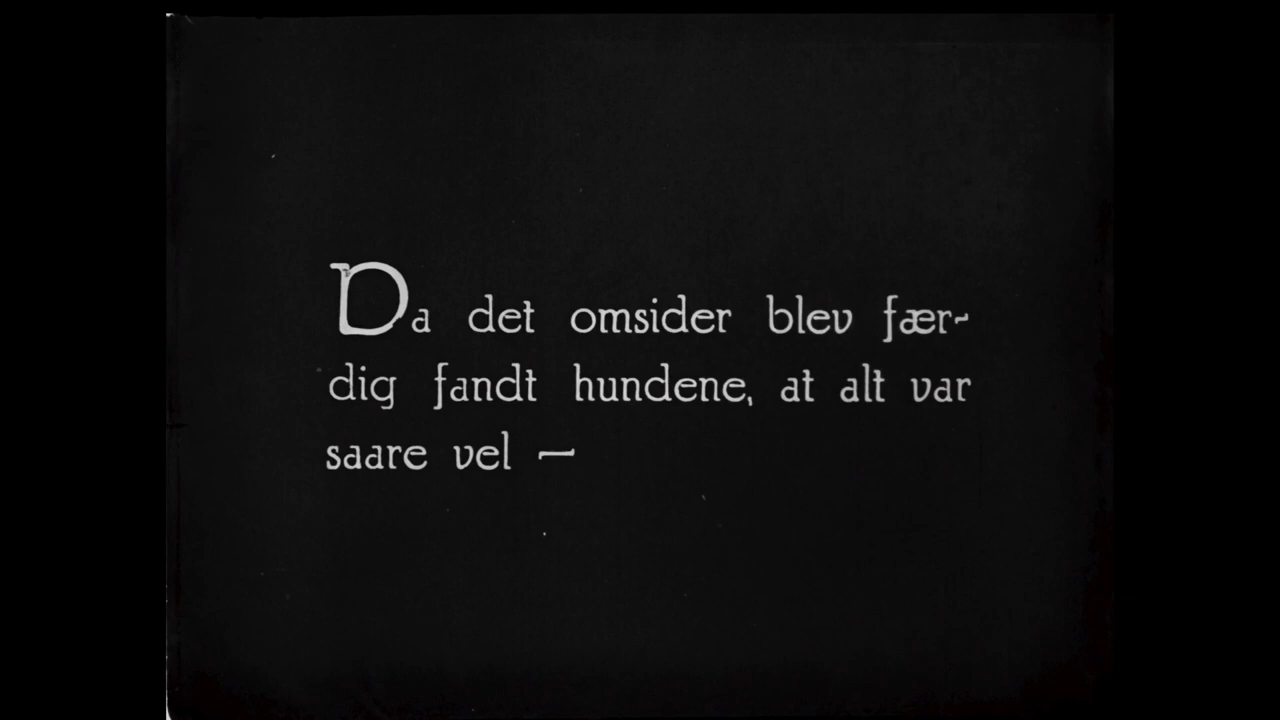 Da det omsider blev fær-
dig fandt hundene, at alt var
saare vel —